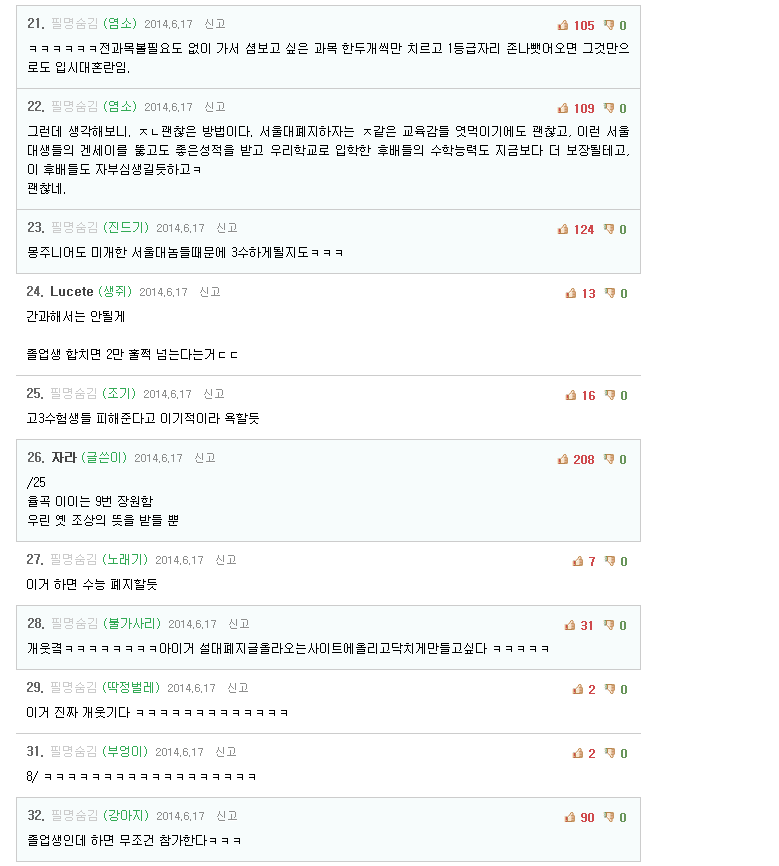 21. 필명숨김 (염소) 2014.6.17 신고 105 0
ㅋㅋㅋㅋㅋㅋ전과목볼필요도 없이 가서 셤보고 싶은 과목 한두개씩만 치르고 1등급자리 존나뺏어오면 그것만으
로도 입시대혼란임.
22. 필명숨김 (염소) 2014.6.17 신고 109 0
그런데 생각해보니. ㅈㄴ괜찮은 방법이다. 서울대폐지하자는 ㅈ같은 교육감들 엿먹이기에도 괜찮고, 이런 서울
대생들의 겐세이를 뚫고도 좋은성적을 받고 우리학교로 입학한 후배들의 수학능력도 지금보다 더 보장될테고,
이 후배들도 자부심생길듯하고ㅋ
괜찮네.
23. 필명숨김 (진드기) 2014.6.17 신고 124 0
몽주니어도 미개한 서울대놈들때문에 3수하게될지도ㅋㅋㅋ
24. Lucete (생쥐) 2014.6.17 신고 13 0
간과해서는 안될게
졸업생 합치면 2만 훌쩍 넘는다는거ㄷㄷ
25. 필명숨김 (조기) 2014.6.17 신고 16 0
고3수험생들 피해준다고 이기적이라 욕할듯
26. 자라 (글쓴이) 2014.6.17 신고 208 0
/25
율곡 이이는 9번 장원함
우린 옛 조상의 뜻을 받들 뿐
27. 필명숨김 (노래기) 2014.6.17 신고 7 0
이거 하면 수능 폐지할듯
28. 필명숨김 (불가사리) 2014.6.17 신고 31 0
개웃곀ㅋㅋㅋㅋㅋㅋㅋㅋ아이거 설대폐지글올라오는사이트에올리고닥치게만들고싶다 ㅋㅋㅋㅋㅋ
29. 필명숨김 (딱정벌레) 2014.6.17 신고 2 0
이거 진짜 개웃기다 ㅋㅋㅋㅋㅋㅋㅋㅋㅋㅋㅋㅋㅋ
31. 필명숨김 (부엉이) 2014.6.17 신고 2 0
8/ ㅋㅋㅋㅋㅋㅋㅋㅋㅋㅋㅋㅋㅋㅋㅋㅋㅋㅋ
32. 필명숨김 (강아지) 2014.6.17 신고 90 0
졸업생인데 하면 무조건 참가한다ㅋㅋㅋ